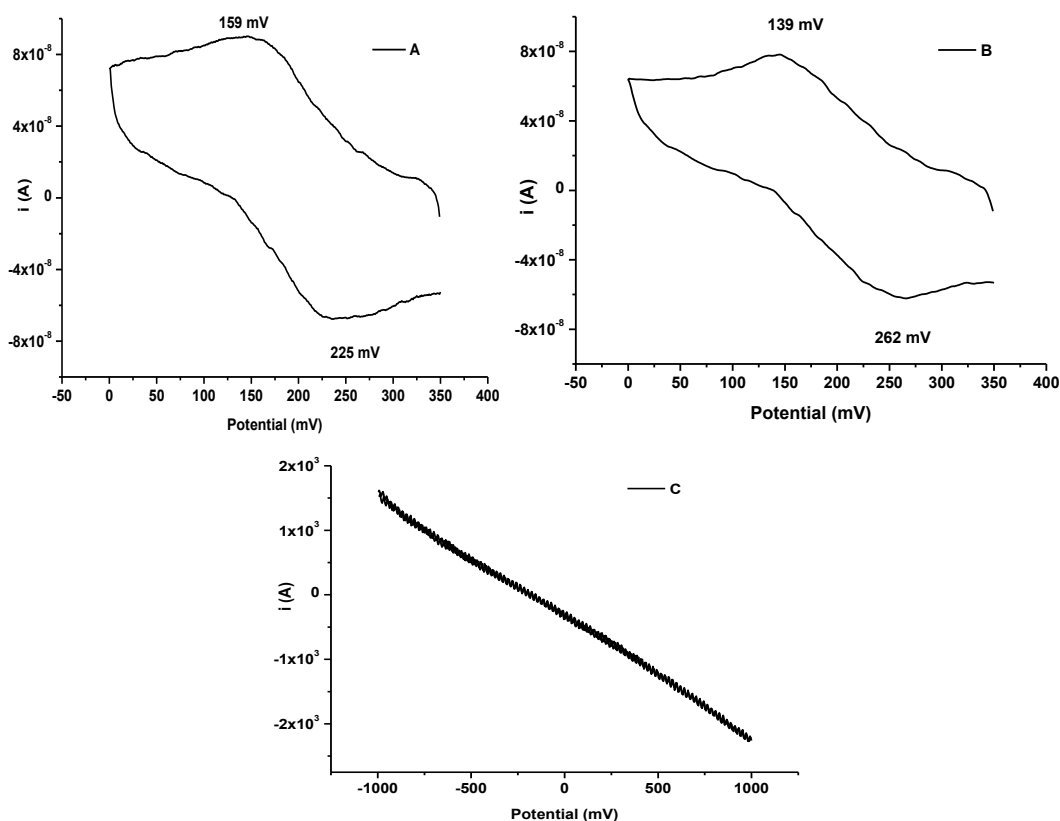 159 mV
A
8x10⁻⁸
4x10⁻⁸
0
-4x10⁻⁸
-8x10⁻⁸
i (A)
225 mV
-50 0 50 100 150 200 250 300 350 400
Potential (mV)
139 mV
B
8x10⁻⁸
4x10⁻⁸
0
-4x10⁻⁸
-8x10⁻⁸
i (A)
262 mV
-50 0 50 100 150 200 250 300 350 400
Potential (mV)
C
2x10³
1x10³
0
-1x10³
-2x10³
i (A)
-1000 -500 0 500 1000
Potential (mV)